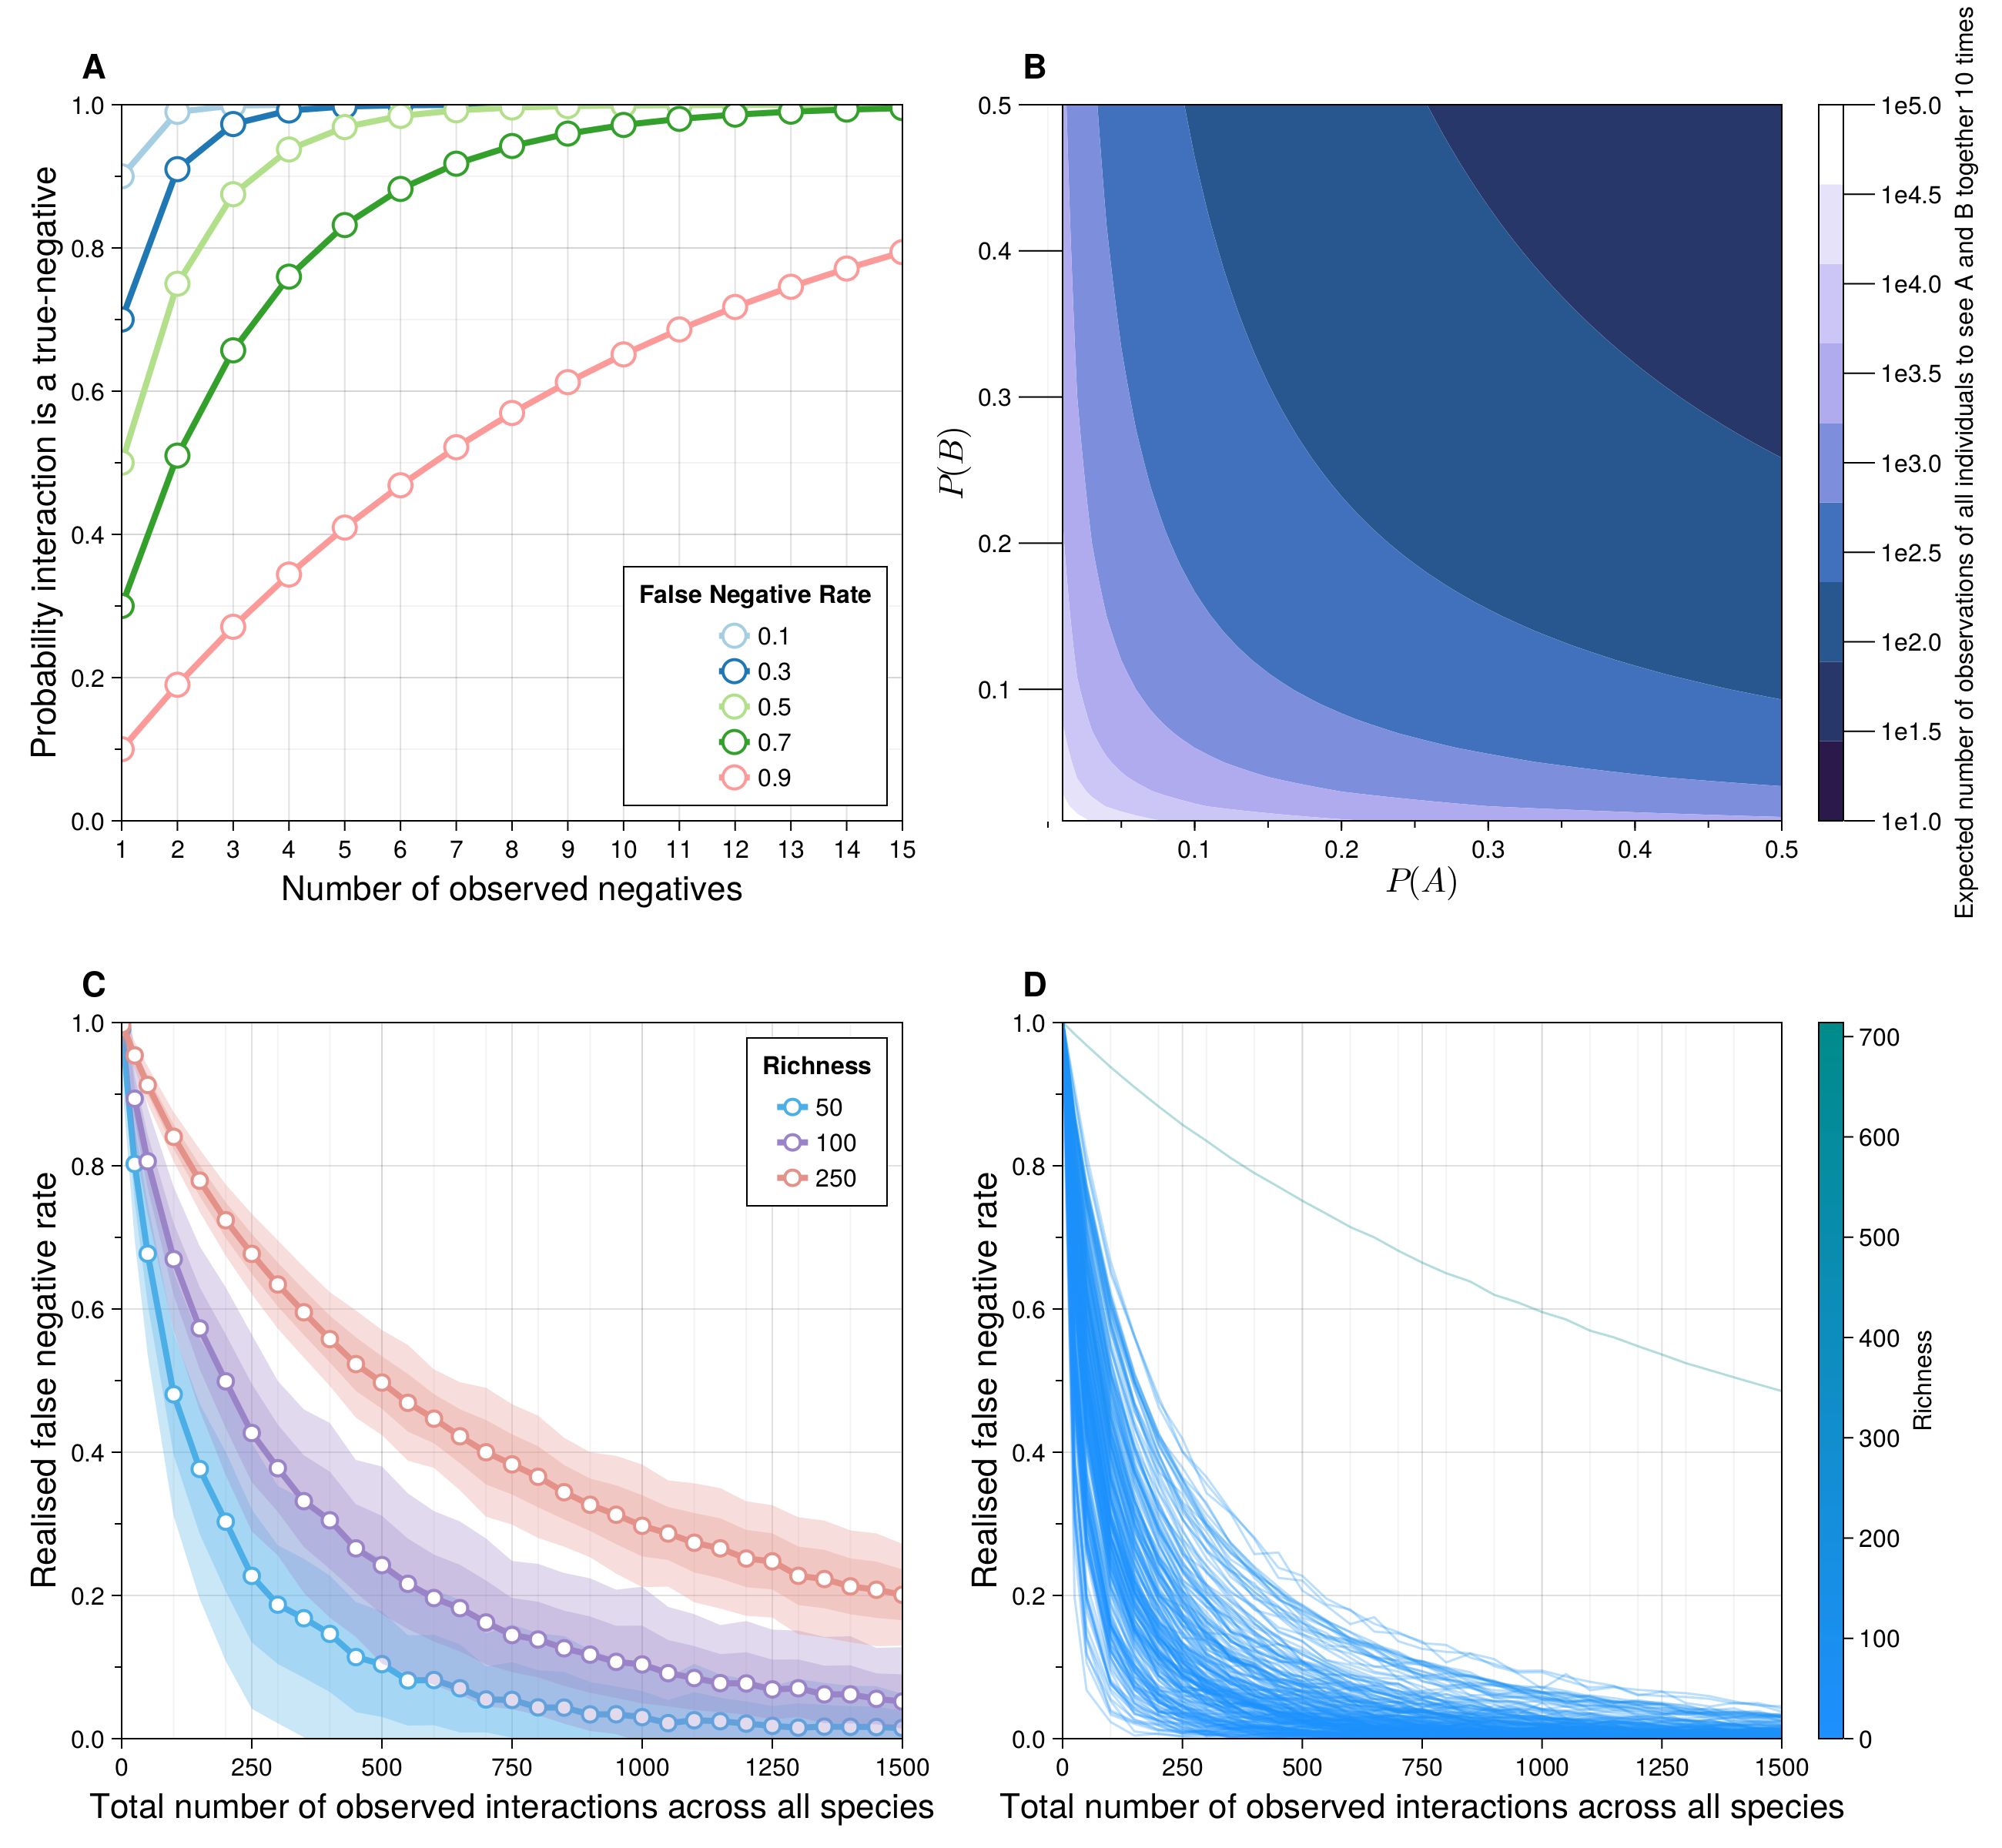 A
Probability interaction is a true-negative
1.0
0.8
0.6
0.4
0.2
0.0
1 2 3 4 5 6 7 8 9 10 11 12 13 14 15
Number of observed negatives
False Negative Rate
0.1
0.3
0.5
0.7
0.9
B
P(B)
0.5
0.4
0.3
0.2
0.1
0.1 0.2 0.3 0.4 0.5
P(A)
1e5.0
1e4.5
1e4.0
1e3.5
1e3.0
1e2.5
1e2.0
1e1.5
1e1.0
Expected number of observations of all individuals to see A and B together 10 times
C
Realised false negative rate
1.0
0.8
0.6
0.4
0.2
0.0
0 250 500 750 1000 1250 1500
Total number of observed interactions across all species
Richness
50
100
250
D
Realised false negative rate
1.0
0.8
0.6
0.4
0.2
0.0
0 250 500 750 1000 1250 1500
Total number of observed interactions across all species
700
600
500
400
300
200
100
0
Richness